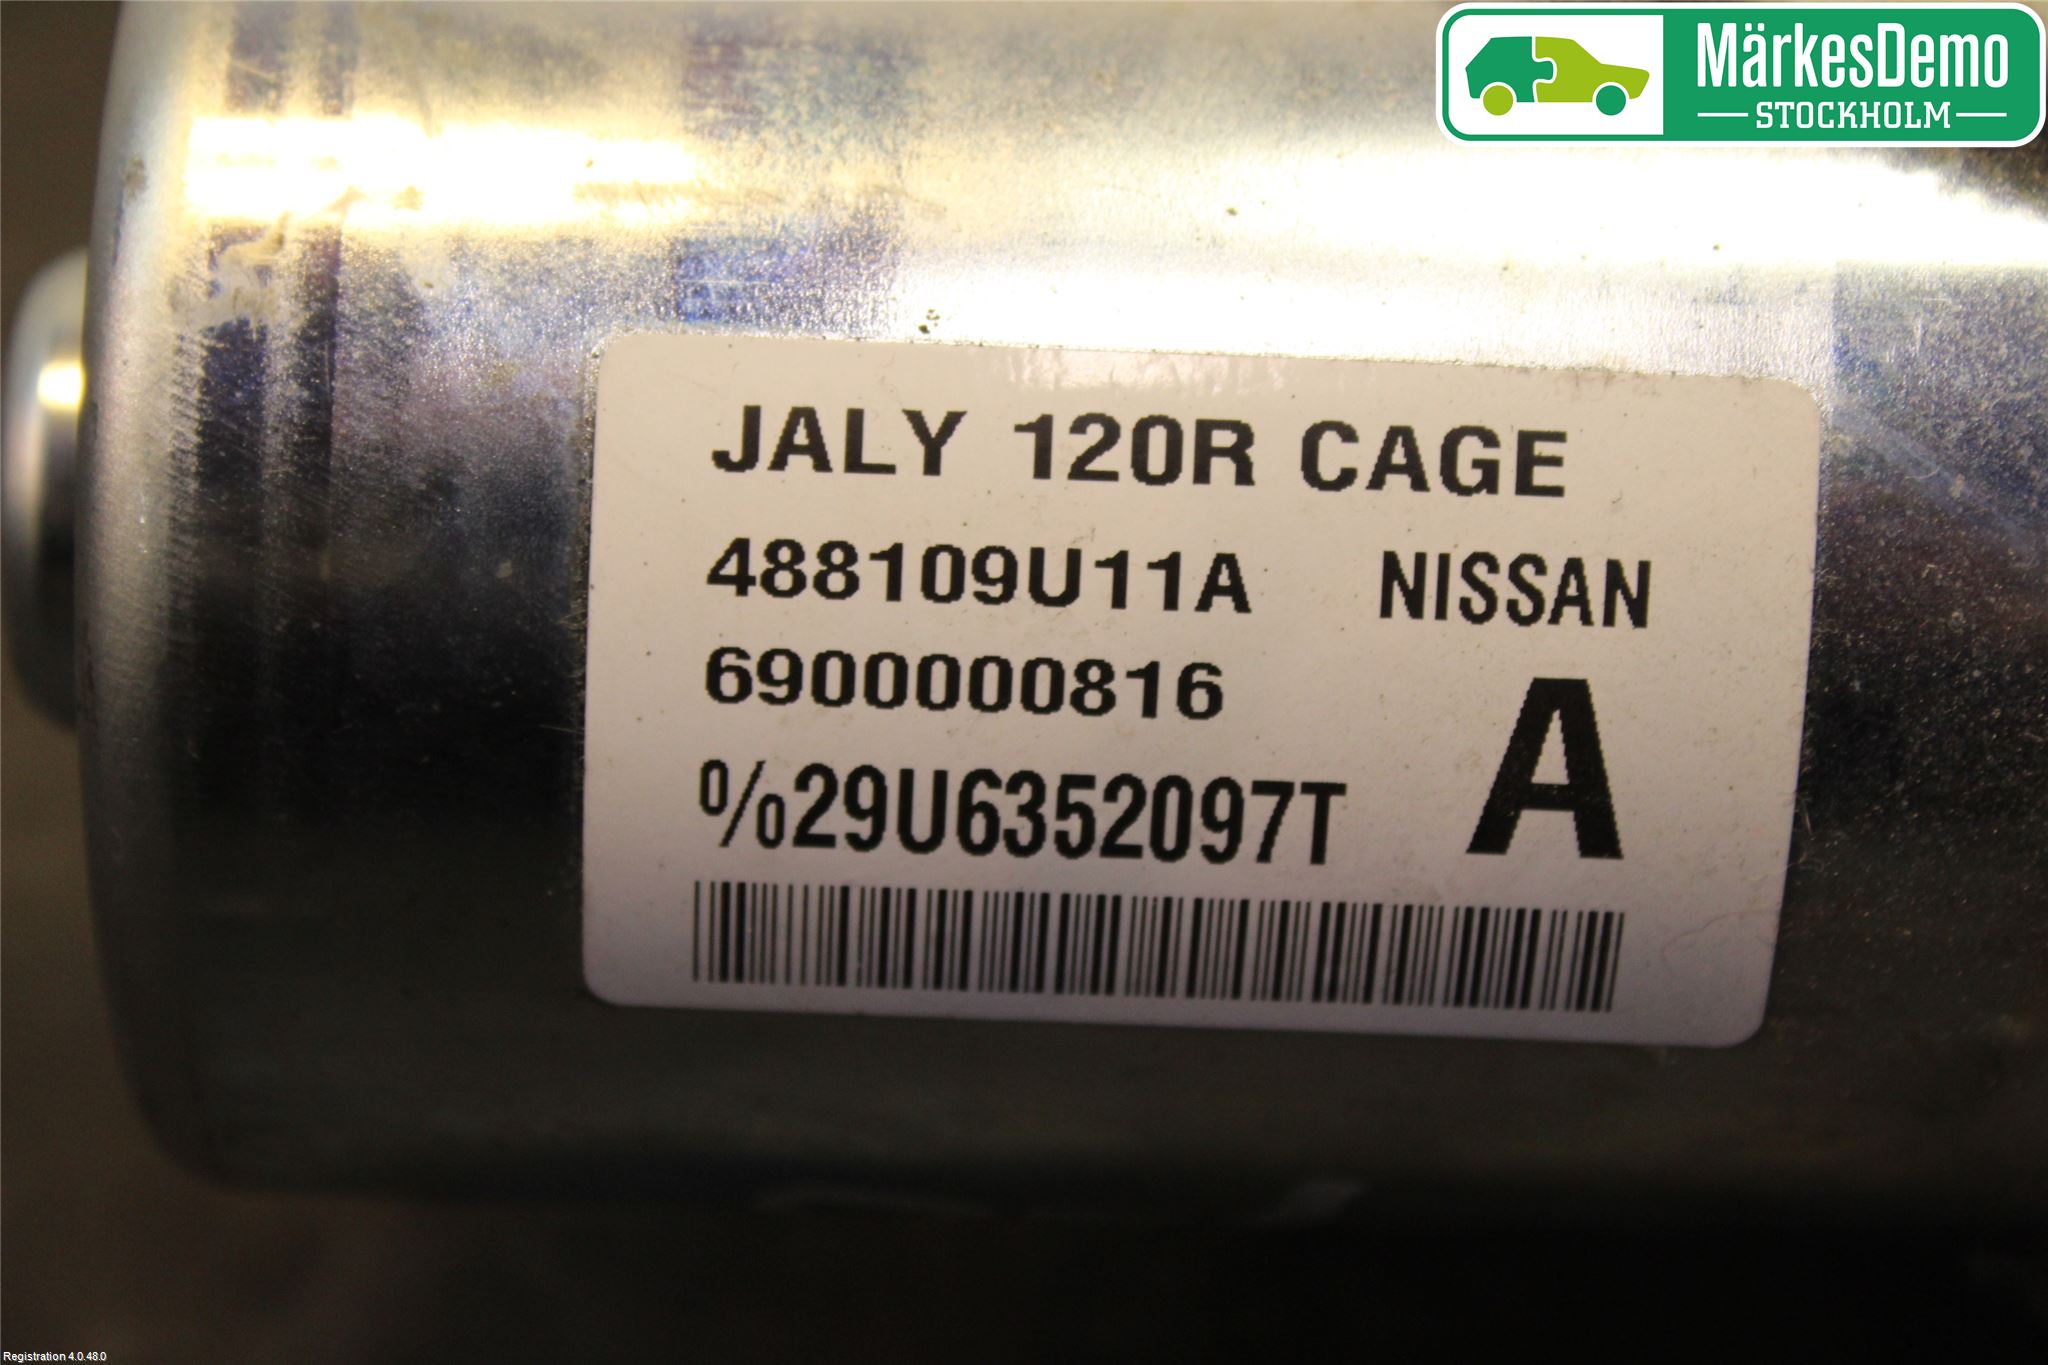 MärkesDemo
STOCKHOLM
JALY 120R CAGE
488109U11A NISSAN
6900000816
%29U6352097T A
Registration 4.0.48.0